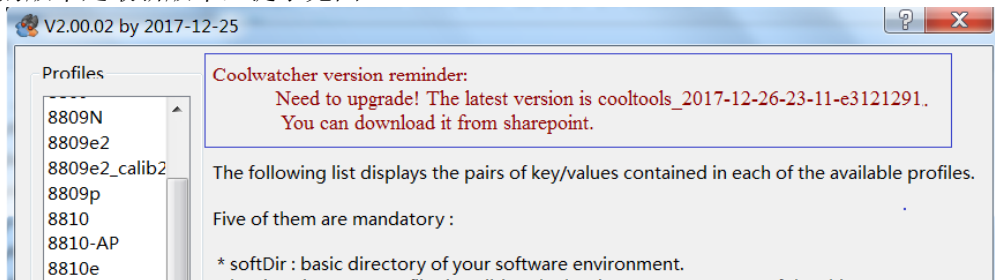 V2.00.02 by 2017-12-25
Profiles
8809N
8809e2
8809e2_calib2
8809p
8810
8810-AP
8810e
Coolwatcher version reminder:
Need to upgrade! The latest version is cooltools_2017-12-26-23-11-e3121291..
You can download it from sharepoint.
The following list displays the pairs of key/values contained in each of the available profiles.
Five of them are mandatory :
* softDir : basic directory of your software environment.